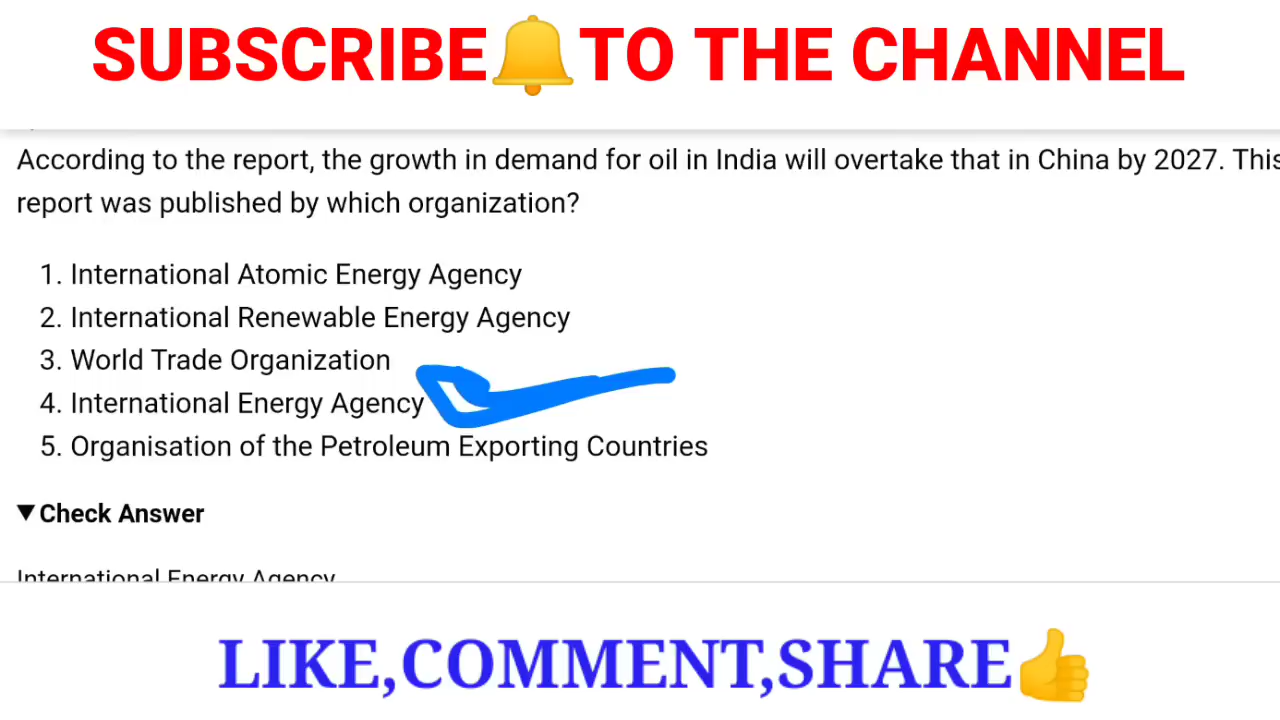 SUBSCRIBE🔔TO THE CHANNEL
According to the report, the growth in demand for oil in India will overtake that in China by 2027. This
report was published by which organization?
1. International Atomic Energy Agency
2. International Renewable Energy Agency
3. World Trade Organization
4. International Energy Agency
5. Organisation of the Petroleum Exporting Countries
▼Check Answer
International Energy Agency
LIKE,COMMENT,SHARE👍